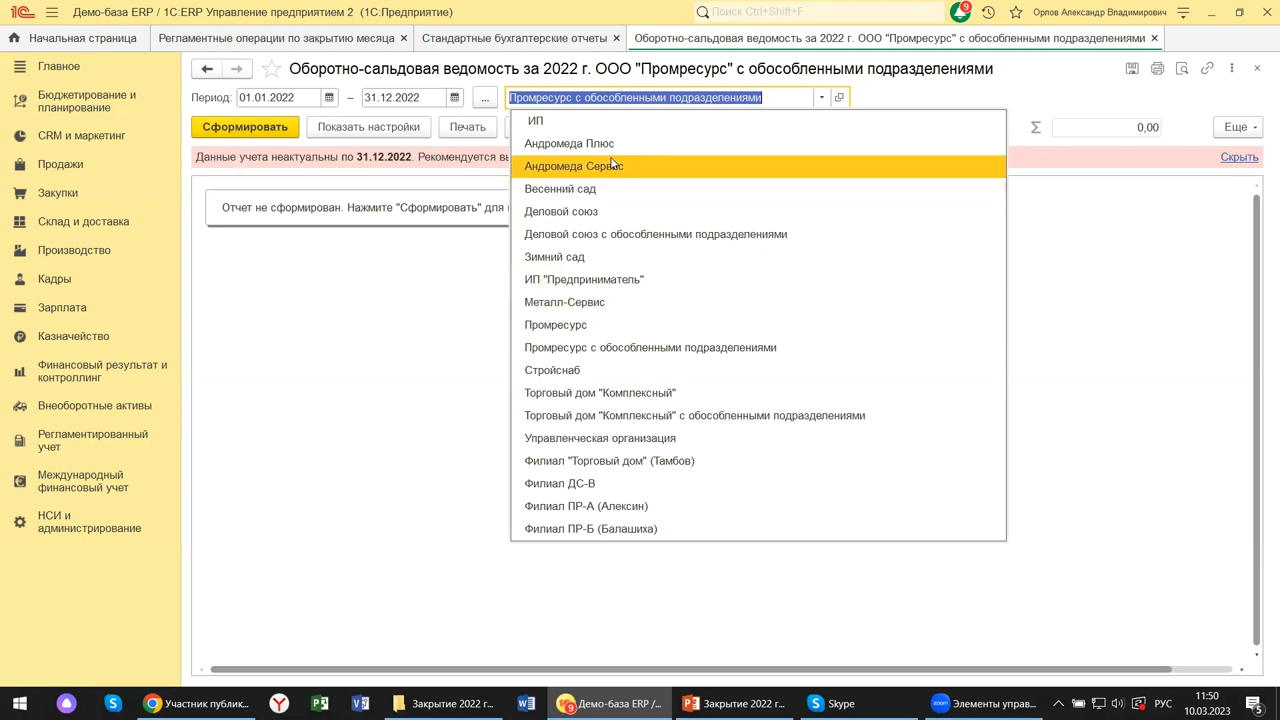 Демо-база ERP / 1С:ERP Управление предприятием 2 (1С:Предприятие)
Поиск Ctrl+Shift+F
9
Орлов Александр Владимирович
Начальная страница
Регламентные операции по закрытию месяца ×
Стандартные бухгалтерские отчеты ×
Оборотно-сальдовая ведомость за 2022 г. ООО "Промресурс" с обособленными подразделениями ×
Главное
Бюджетирование и
планирование
CRM и маркетинг
Продажи
Закупки
Склад и доставка
Производство
Кадры
Зарплата
Казначейство
Финансовый результат и
контроллинг
Внеоборотные активы
Регламентированный
учет
Международный
финансовый учет
НСИ и
администрирование
Оборотно-сальдовая ведомость за 2022 г. ООО "Промресурс" с обособленными подразделениями
Период: 01.01.2022 – 31.12.2022 ... Промресурс с обособленными подразделениями
Сформировать
Показать настройки
Печать
Σ 0,00
Еще
Данные учета неактуальны по 31.12.2022. Рекомендуется
Скрыть
Отчет не сформирован. Нажмите "Сформировать" для
ИП
Андромеда Плюс
Андромеда Сервис
Весенний сад
Деловой союз
Деловой союз с обособленными подразделениями
Зимний сад
ИП "Предприниматель"
Металл-Сервис
Промресурс
Промресурс с обособленными подразделениями
Стройснаб
Торговый дом "Комплексный"
Торговый дом "Комплексный" с обособленными подразделениями
Управленческая организация
Филиал "Торговый дом" (Тамбов)
Филиал ДС-В
Филиал ПР-А (Алексин)
Филиал ПР-Б (Балашиха)
Участник публик...
Закрытие 2022 г...
Демо-база ERP /...
Закрытие 2022 г...
Skype
Элементы управ...
РУС
11:50
10.03.2023
5